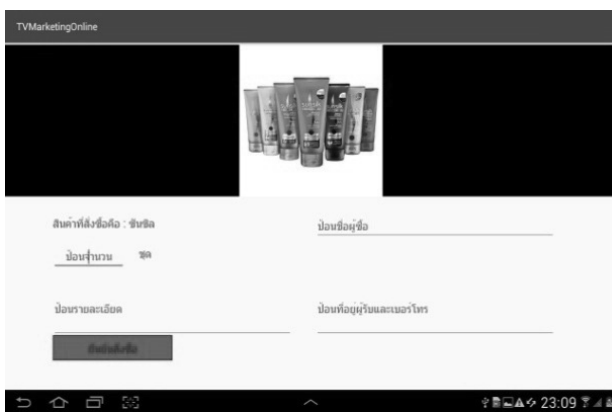 TVMarketingOnline
สินค้าที่สั่งซื้อคือ : ซันซิล
ป้อนชื่อผู้ซื้อ
ป้อนจำนวน ชุด
ป้อนรายละเอียด
ป้อนที่อยู่ผู้รับและเบอร์โทร
23:09